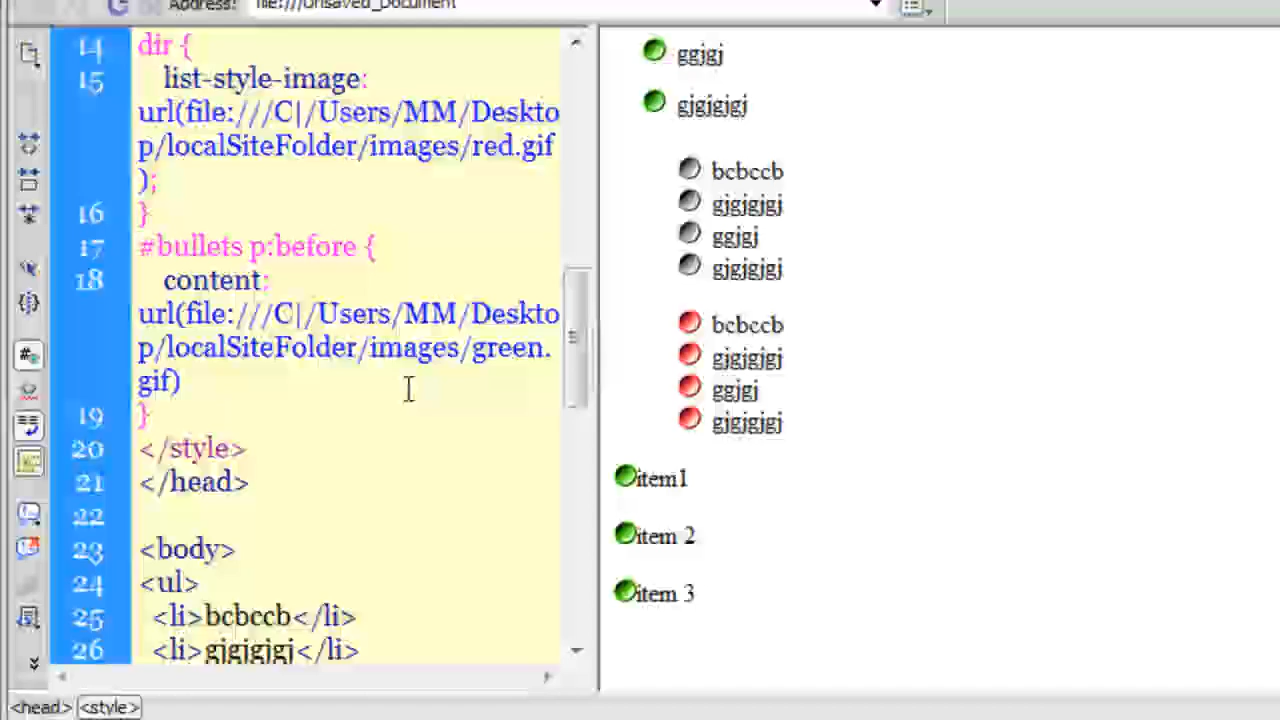 Address: file:///Unsaved_Document
14 dir {
15 list-style-image:
url(file:///C|/Users/MM/Deskto
p/localSiteFolder/images/red.gif
);
16 }
17 #bullets p:before {
18 content:
url(file:///C|/Users/MM/Deskto
p/localSiteFolder/images/green.
gif)
19 }
20 </style>
21 </head>
22
23 <body>
24 <ul>
25 <li>bcbccb</li>
26 <li>gjgjgjgj</li>
<head> <style>
ggjgj
gjgjgjgj
bcbccb
gjgjgjgj
ggjgj
gjgjgjgj
bcbccb
gjgjgjgj
ggjgj
gjgjgjgj
item1
item 2
item 3